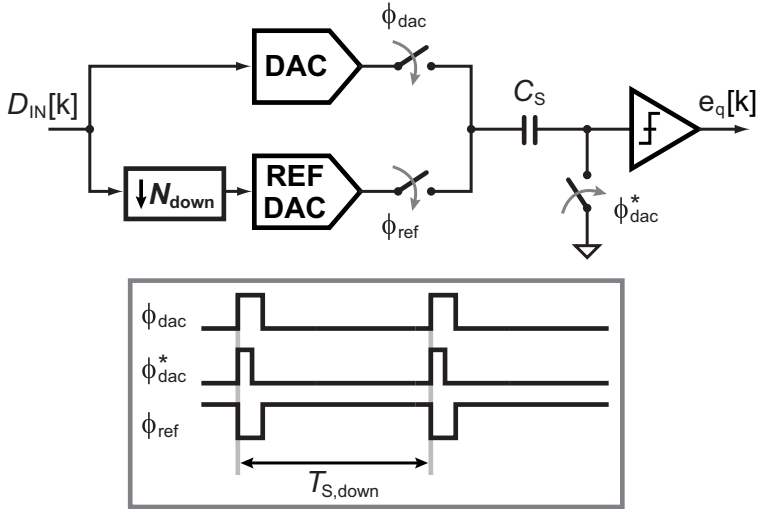 ϕdac
DAC
DIN[k]
CS
eq[k]
↓Ndown
REF
DAC
ϕref
ϕ*dac
ϕdac
ϕ*dac
ϕref
TS,down